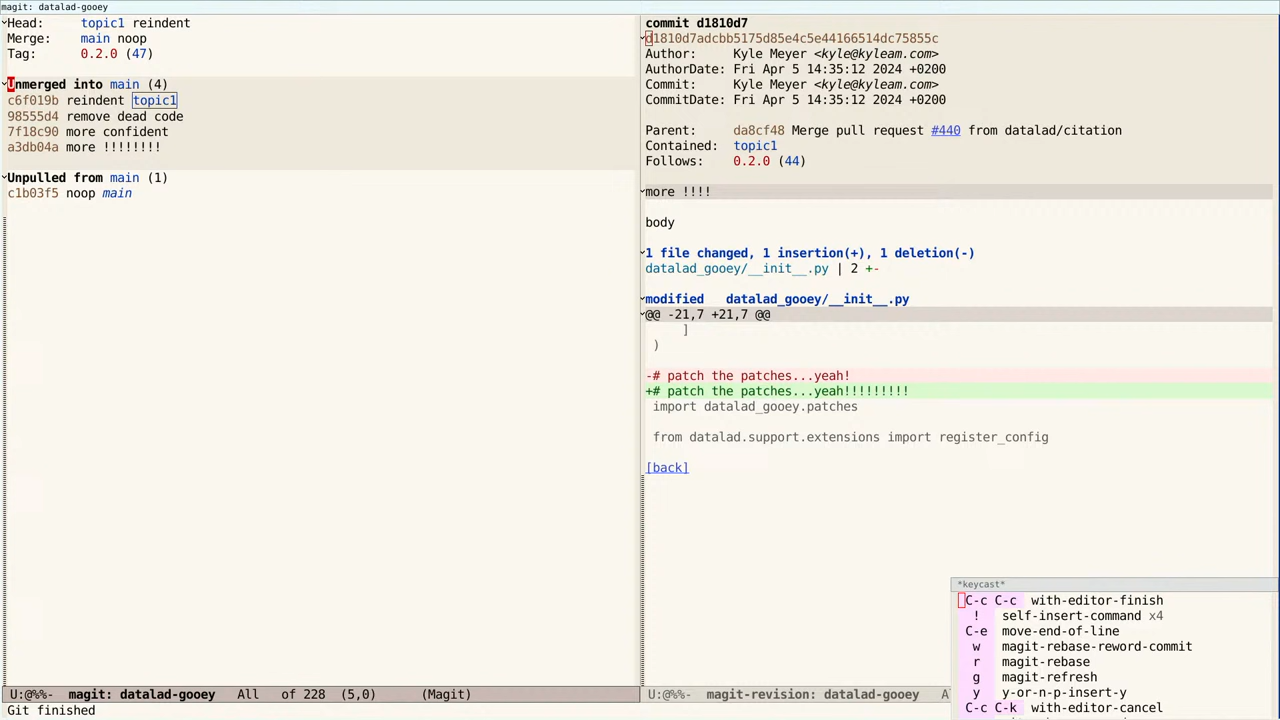 magit: datalad-gooey
Head:     topic1 reindent
Merge:    main noop
Tag:      0.2.0 (47)
Unmerged into main (4)
c6f019b reindent topic1
98555d4 remove dead code
7f18c90 more confident
a3db04a more !!!!!!!!
Unpulled from main (1)
c1b03f5 noop main
U:@%%-  magit: datalad-gooey   All   of 228  (5,0)      (Magit)
Git finished
commit d1810d7
d1810d7adcbb5175d85e4c5e44166514dc75855c
Author:     Kyle Meyer <kyle@kyleam.com>
AuthorDate: Fri Apr 5 14:35:12 2024 +0200
Commit:     Kyle Meyer <kyle@kyleam.com>
CommitDate: Fri Apr 5 14:35:12 2024 +0200
Parent:     da8cf48 Merge pull request #440 from datalad/citation
Contained:  topic1
Follows:    0.2.0 (44)
more !!!!
body
1 file changed, 1 insertion(+), 1 deletion(-)
datalad_gooey/__init__.py | 2 +-
modified   datalad_gooey/__init__.py
@@ -21,7 +21,7 @@
]
)
-# patch the patches...yeah!
+# patch the patches...yeah!!!!!!!!!
import datalad_gooey.patches
from datalad.support.extensions import register_config
[back]
U:@%%-  magit-revision: datalad-gooey   A
*keycast*
C-c C-c  with-editor-finish
!   self-insert-command x4
C-e  move-end-of-line
w   magit-rebase-reword-commit
r   magit-rebase
g   magit-refresh
y   y-or-n-p-insert-y
C-c C-k  with-editor-cancel